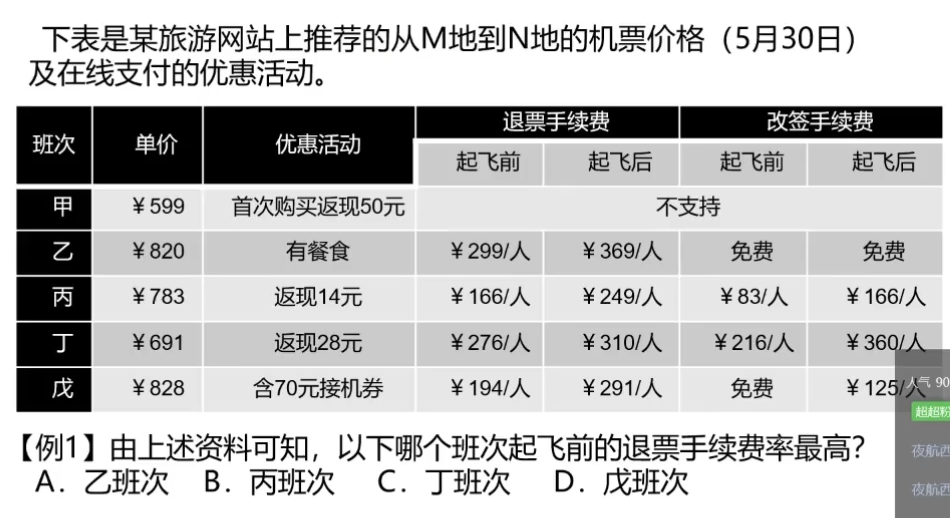 下表是某旅游网站上推荐的从M地到N地的机票价格（5月30日）
及在线支付的优惠活动。
班次 单价 优惠活动 退票手续费 改签手续费
起飞前 起飞后 起飞前 起飞后
甲 ￥599 首次购买返现50元 不支持
乙 ￥820 有餐食 ￥299/人 ￥369/人 免费 免费
丙 ￥783 返现14元 ￥166/人 ￥249/人 ￥83/人 ￥166/人
丁 ￥691 返现28元 ￥276/人 ￥310/人 ￥216/人 ￥360/人
戊 ￥828 含70元接机券 ￥194/人 ￥291/人 免费 ￥125/人
人气 90
超超粉
夜航西
夜航西
【例1】由上述资料可知，以下哪个班次起飞前的退票手续费率最高？
A．乙班次 B．丙班次 C．丁班次 D．戊班次